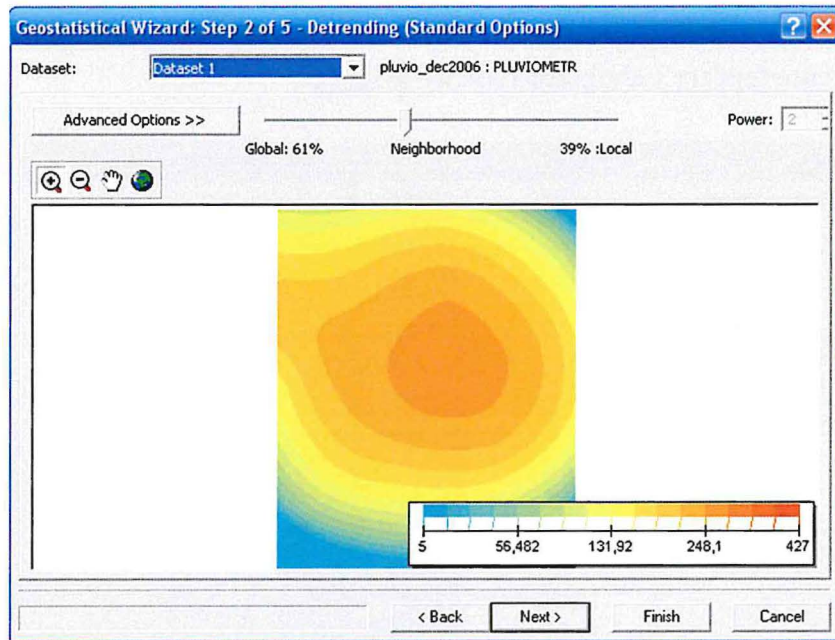 Geostatistical Wizard: Step 2 of 5 - Detrending (Standard Options)
Dataset: Dataset 1 pluvio_dec2006 : PLUVIOMETR
Advanced Options >> Power: 2
Global: 61% Neighborhood 39% :Local
5 56,482 131,92 248,1 427
< Back Next > Finish Cancel